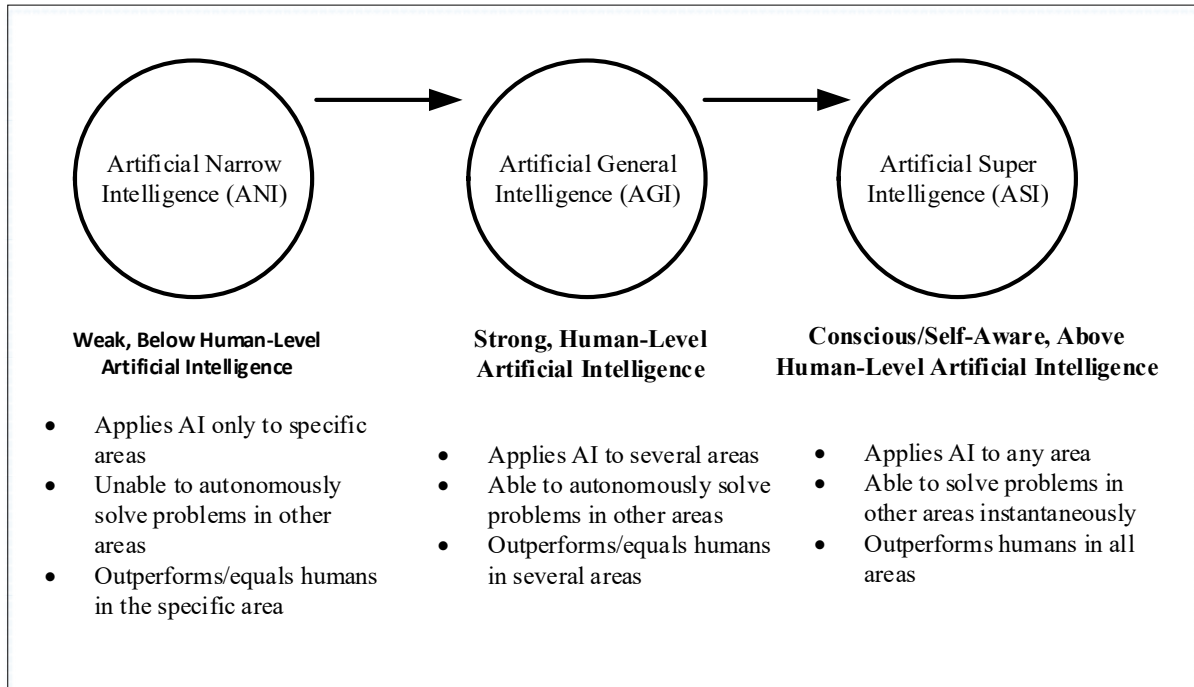 Artificial Narrow
Intelligence (ANI)
Artificial General
Intelligence (AGI)
Artificial Super
Intelligence (ASI)
Weak, Below Human-Level
Artificial Intelligence
Strong, Human-Level
Artificial Intelligence
Conscious/Self-Aware, Above
Human-Level Artificial Intelligence
• Applies AI only to specific
areas
• Unable to autonomously
solve problems in other
areas
• Outperforms/equals humans
in the specific area
• Applies AI to several areas
• Able to autonomously solve
problems in other areas
• Outperforms/equals humans
in several areas
• Applies AI to any area
• Able to solve problems in
other areas instantaneously
• Outperforms humans in all
areas